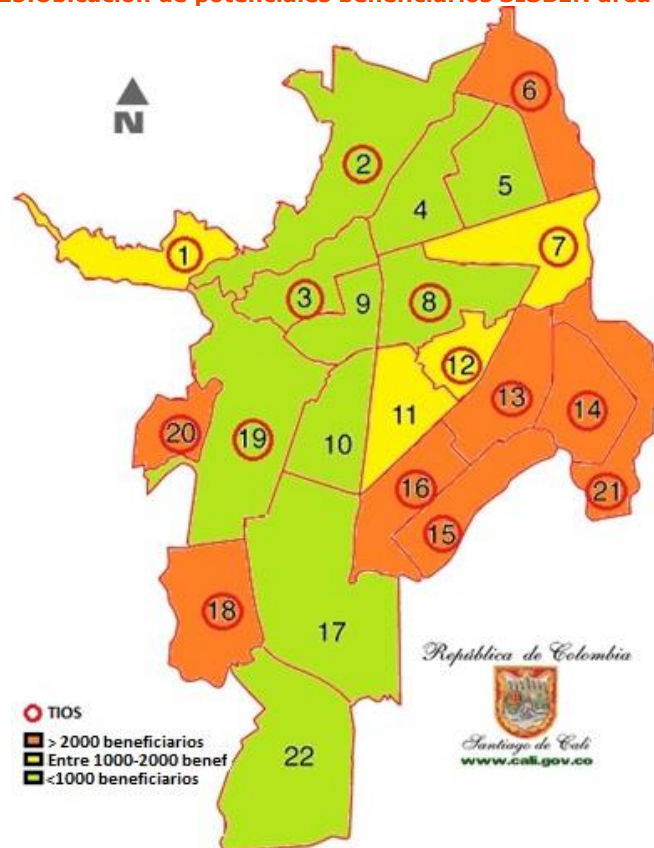 N
6
2
5
4
1
7
3
9
8
12
13
14
11
20
19
10
16
21
15
18
17
22
República de Colombia
Santiago de Cali
www.cali.gov.co
TIOS
> 2000 beneficiarios
Entre 1000-2000 benef
<1000 beneficiarios